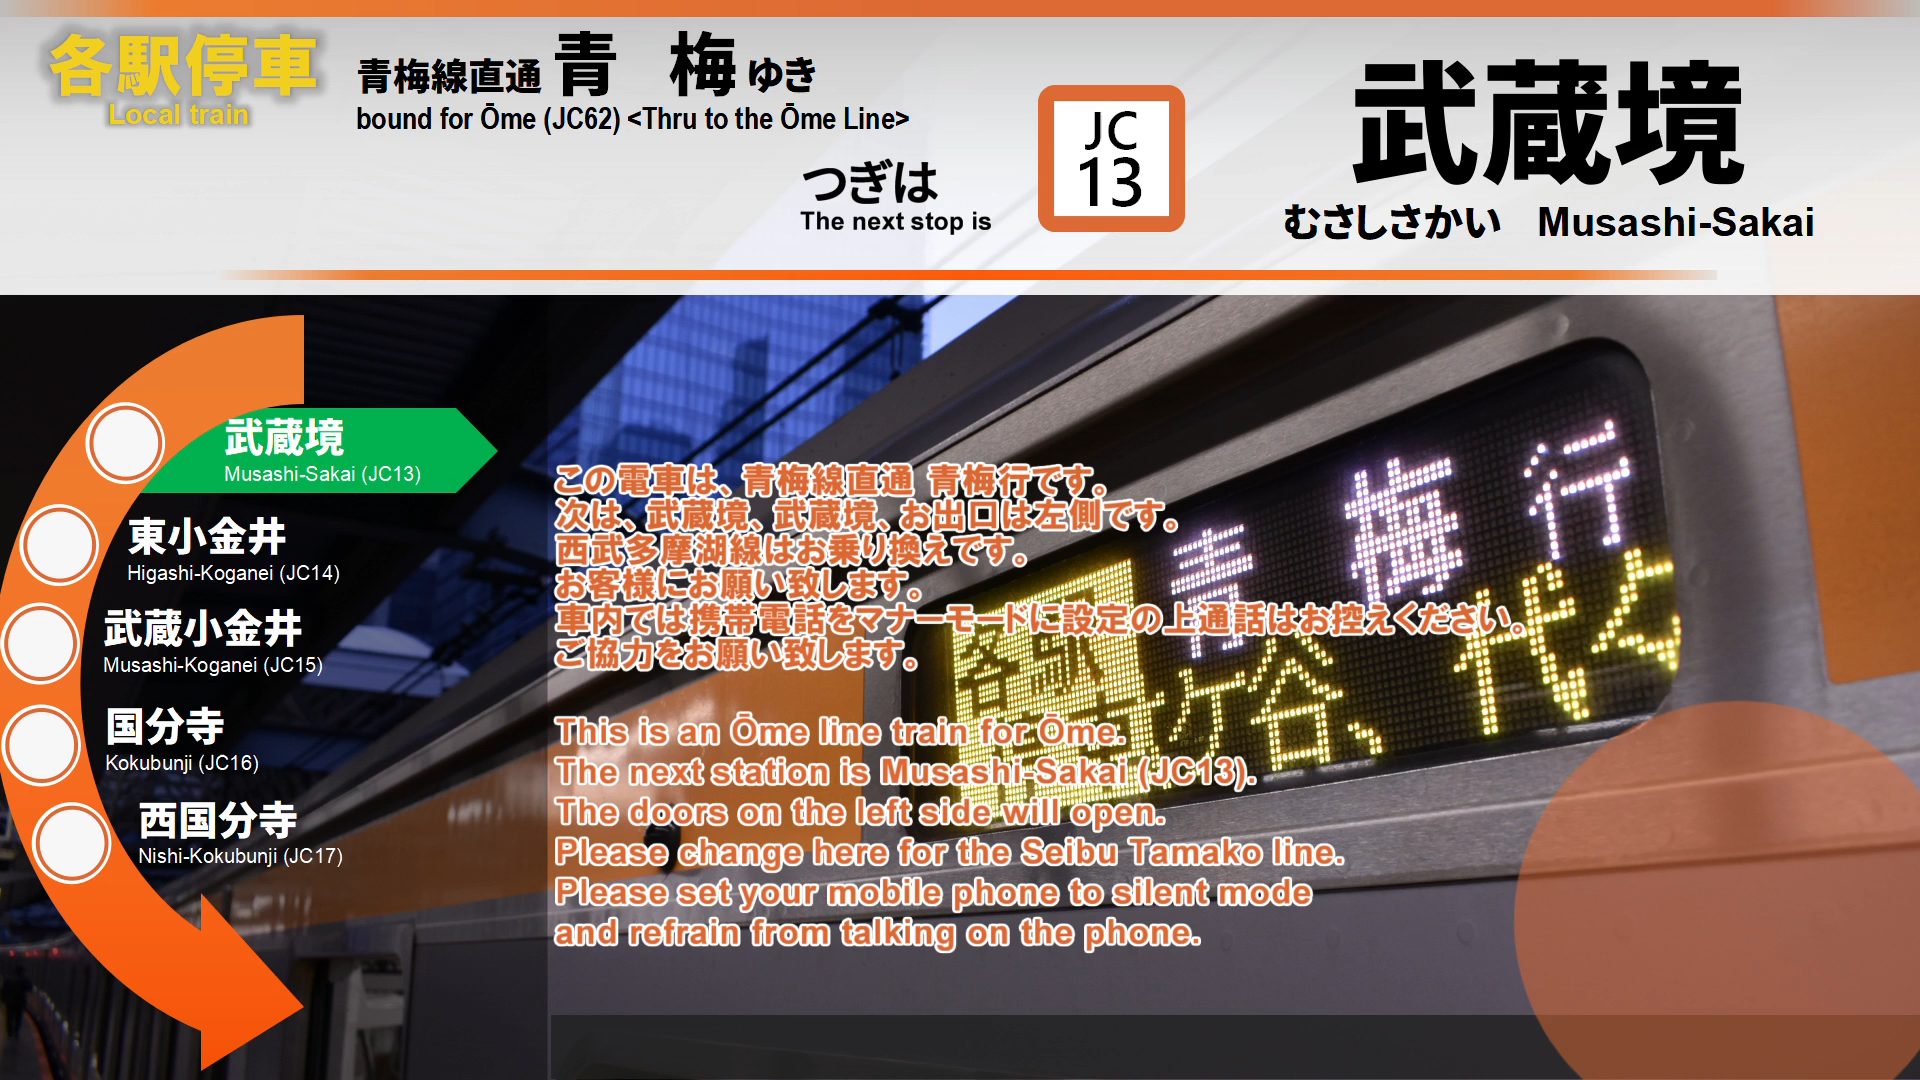 各駅停車
Local train
青梅線直通 青 梅 ゆき
bound for Ōme (JC62) <Thru to the Ōme Line>
つぎは
The next stop is
JC
13
武蔵境
むさしさかい Musashi-Sakai
武蔵境
Musashi-Sakai (JC13)
東小金井
Higashi-Koganei (JC14)
武蔵小金井
Musashi-Koganei (JC15)
国分寺
Kokubunji (JC16)
西国分寺
Nishi-Kokubunji (JC17)
この電車は、青梅線直通 青梅行です。
次は、武蔵境、武蔵境、お出口は左側です。
西武多摩湖線はお乗り換えです。
お客様にお願い致します。
車内では携帯電話をマナーモードに設定の上通話はお控えください。
ご協力をお願い致します。
This is an Ōme line train for Ōme.
The next station is Musashi-Sakai (JC13).
The doors on the left side will open.
Please change here for the Seibu Tamako line.
Please set your mobile phone to silent mode
and refrain from talking on the phone.
青梅行
各駅
ケ谷、代々